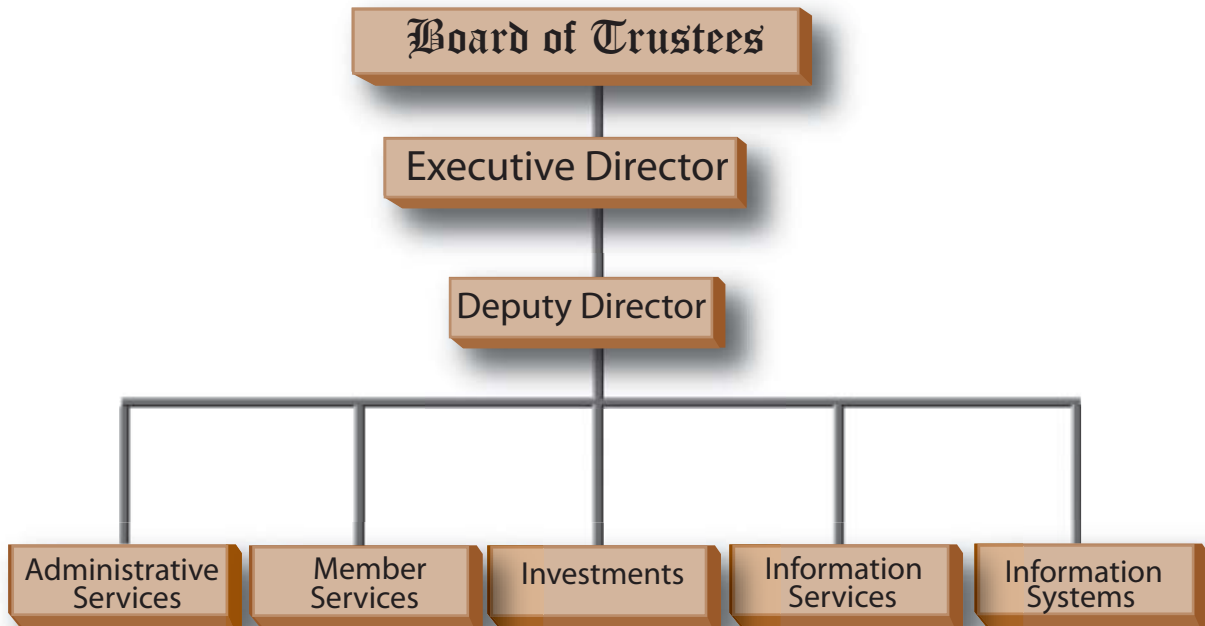 Board of Trustees
Executive Director
Deputy Director
Administrative
Services
Member
Services
Investments
Information
Services
Information
Systems